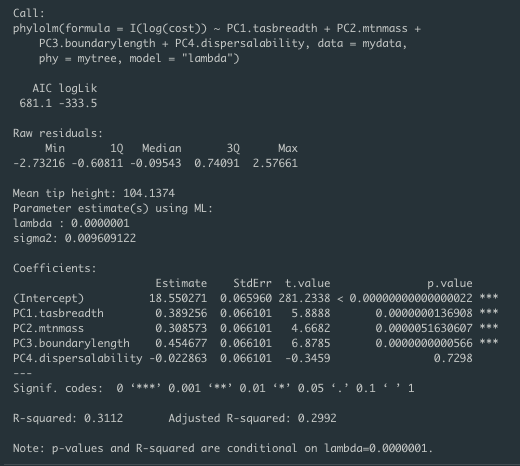 Call:
phylolm(formula = I(log(cost)) ~ PC1.tasbreadth + PC2.mtnmass +
    PC3.boundarylength + PC4.dispersalability, data = mydata,
    phy = mytree, model = "lambda")
   AIC logLik
 681.1 -333.5
Raw residuals:
     Min       1Q   Median       3Q      Max
-2.73216 -0.60811 -0.09543  0.74091  2.57661
Mean tip height: 104.1374
Parameter estimate(s) using ML:
lambda : 0.0000001
sigma2: 0.009609122
Coefficients:
                      Estimate    StdErr  t.value              p.value
(Intercept)          18.550271  0.065960 281.2338 < 0.00000000000000022 ***
PC1.tasbreadth        0.389256  0.066101   5.8888       0.0000000136908 ***
PC2.mtnmass           0.308573  0.066101   4.6682       0.0000051630607 ***
PC3.boundarylength    0.454677  0.066101   6.8785       0.0000000000566 ***
PC4.dispersalability -0.022863  0.066101  -0.3459                0.7298
---
Signif. codes:  0 ‘***’ 0.001 ‘**’ 0.01 ‘*’ 0.05 ‘.’ 0.1 ‘ ’ 1
R-squared: 0.3112       Adjusted R-squared: 0.2992
Note: p-values and R-squared are conditional on lambda=0.0000001.